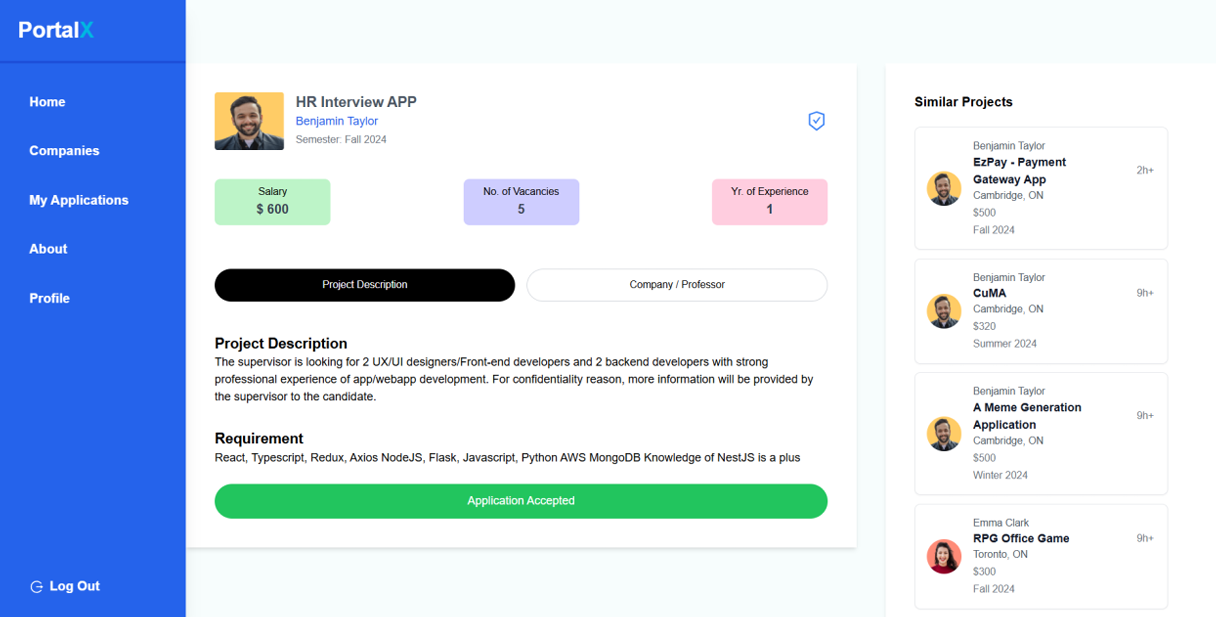 PortalX
Home
Companies
My Applications
About
Profile
Log Out
HR Interview APP
Benjamin Taylor
Semester: Fall 2024
Salary
$ 600
No. of Vacancies
5
Yr. of Experience
1
Project Description
Company / Professor
Project Description
The supervisor is looking for 2 UX/UI designers/Front-end developers and 2 backend developers with strong
professional experience of app/webapp development. For confidentiality reason, more information will be provided by
the supervisor to the candidate.
Requirement
React, Typescript, Redux, Axios NodeJS, Flask, Javascript, Python AWS MongoDB Knowledge of NestJS is a plus
Application Accepted
Similar Projects
Benjamin Taylor
EzPay - Payment
Gateway App
2h+
Cambridge, ON
$500
Fall 2024
Benjamin Taylor
CuMA
9h+
Cambridge, ON
$320
Summer 2024
Benjamin Taylor
A Meme Generation
Application
9h+
Cambridge, ON
$500
Winter 2024
Emma Clark
RPG Office Game
9h+
Toronto, ON
$300
Fall 2024